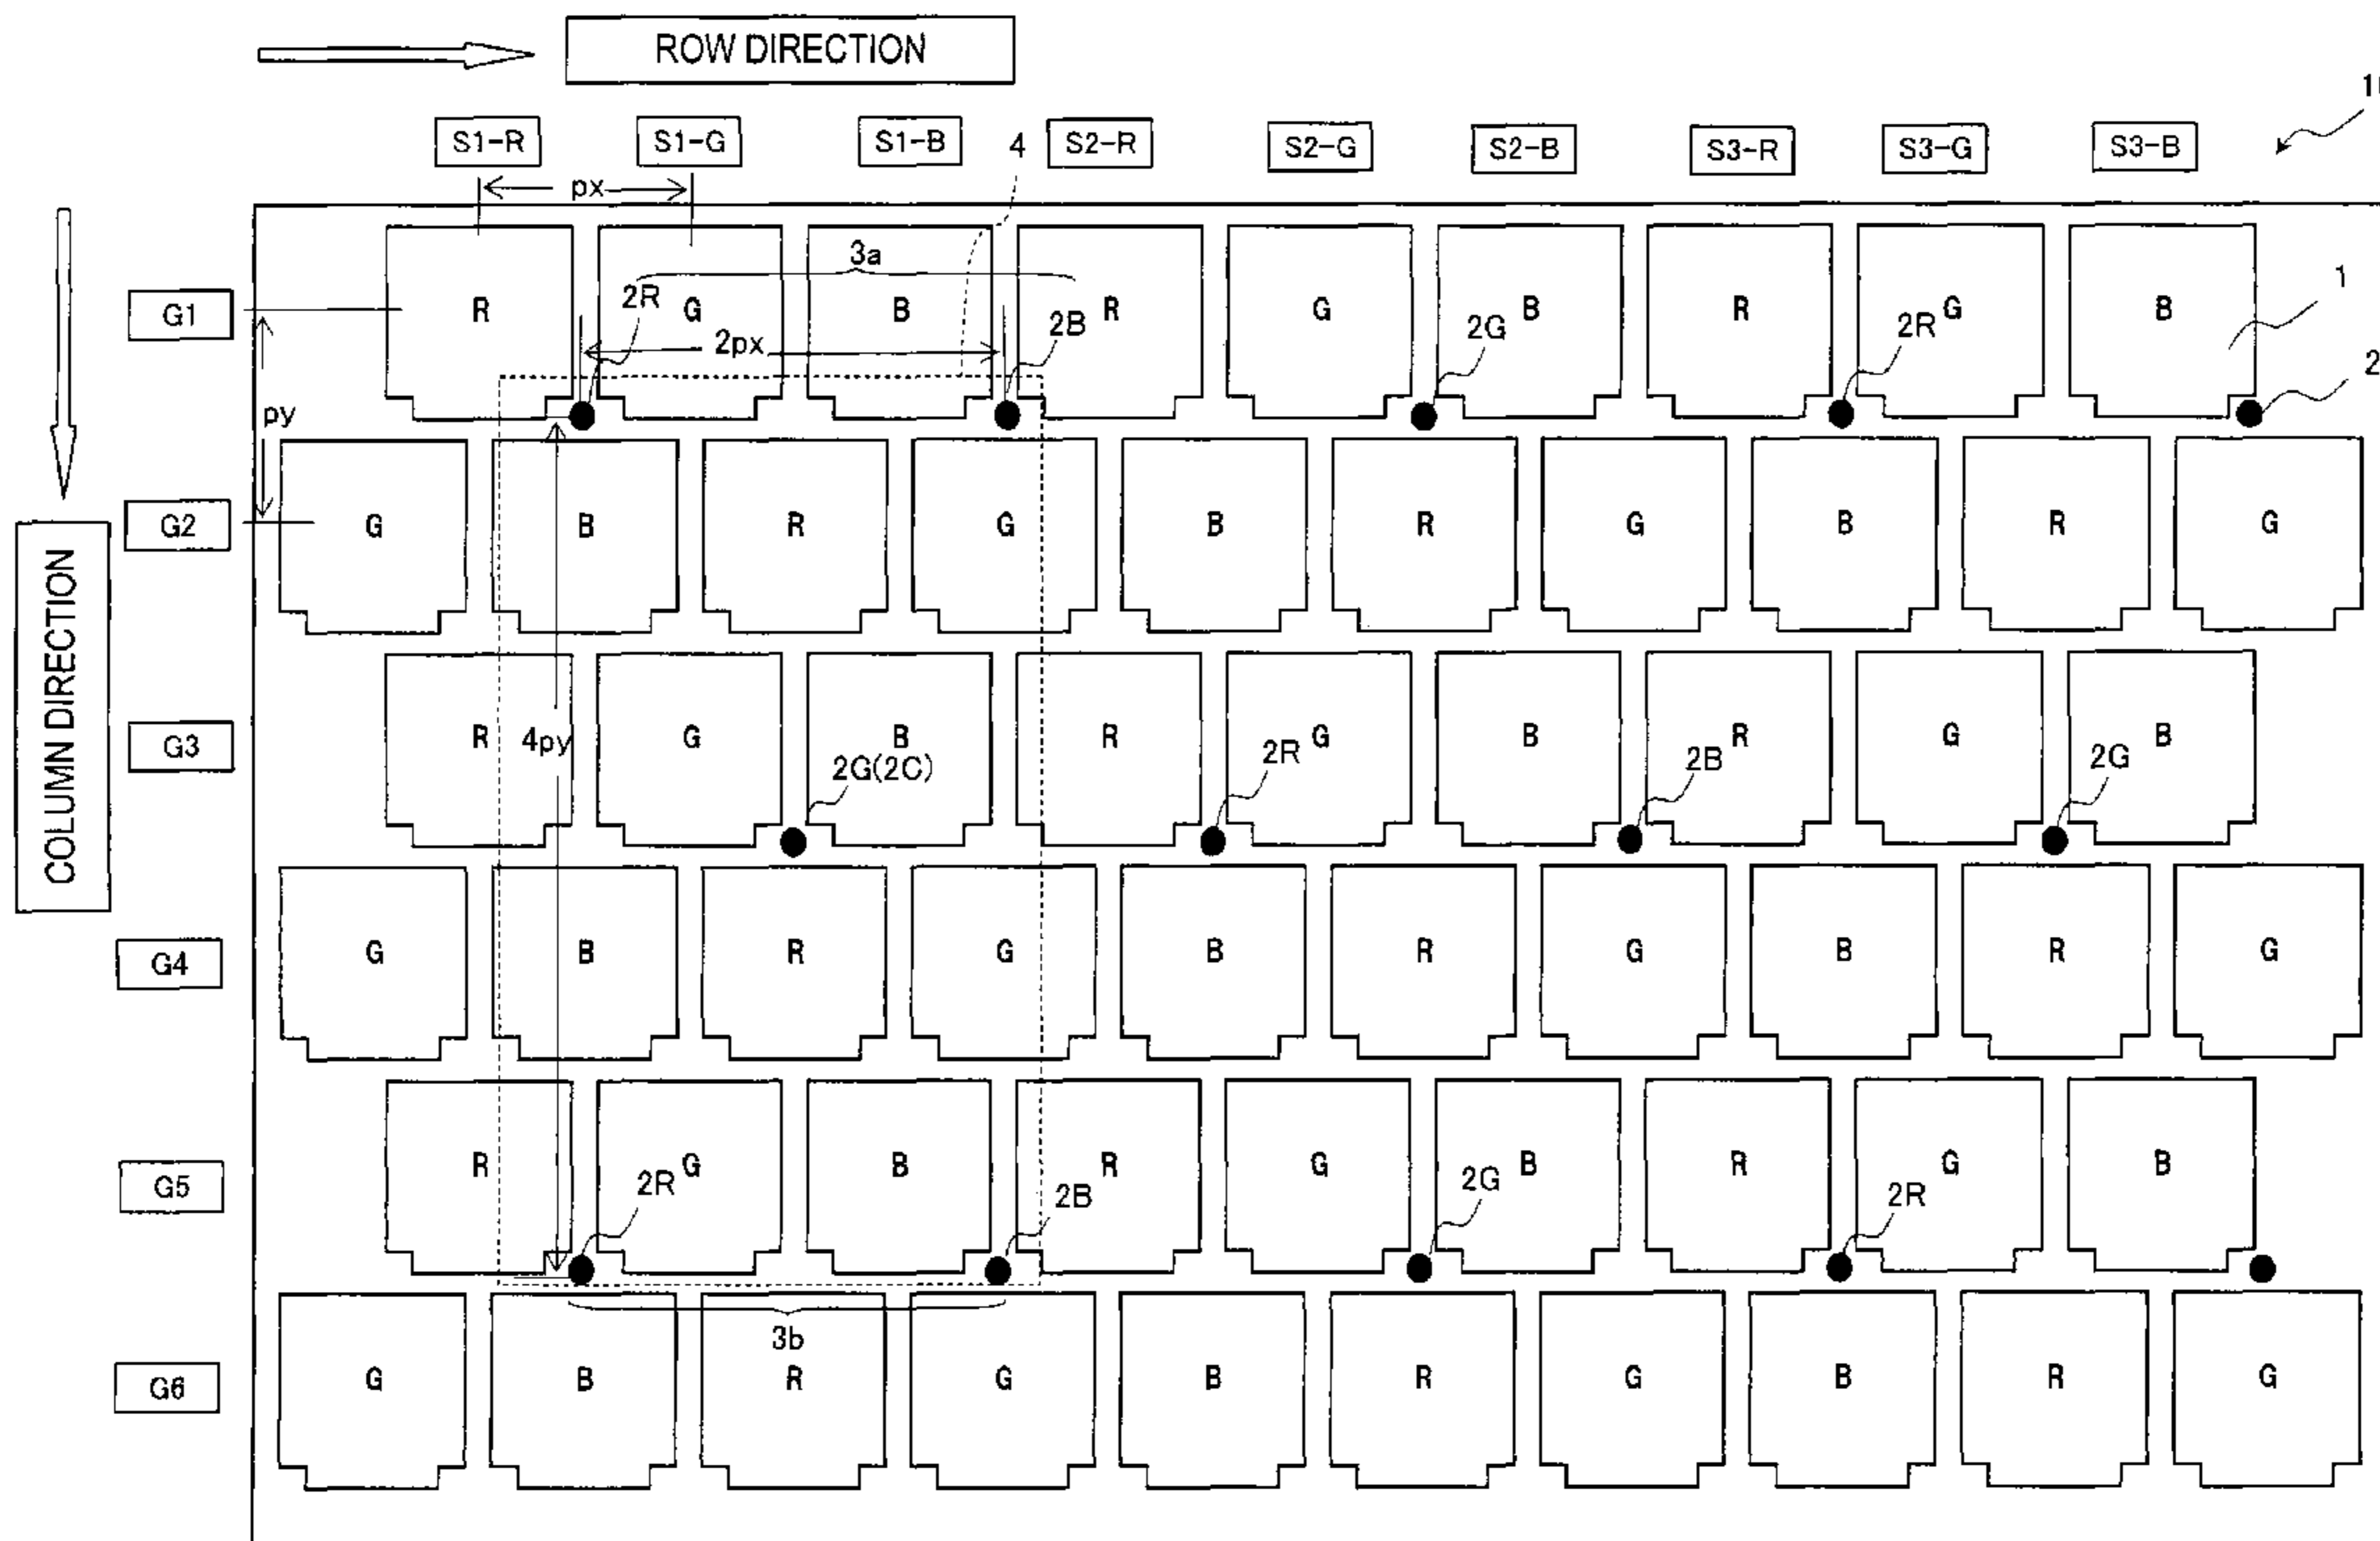 ROW DIRECTION
S1-R S1-G S1-B 4 S2-R S2-G S2-B S3-R S3-G S3-B
px
3a
1
G1 R 2R G B R G B R G B
2px 2B 2G 2R
2
py
G2 G B R G B R G B R G
COLUMN DIRECTION
G3 R 4py G B R G B R G B
2G(2C) 2R 2B 2G
G4 G B R G B R G B R G
G5 R G B R G B R G B
2R 2B 2G 2R
3b
G6 G B R G B R G B R G